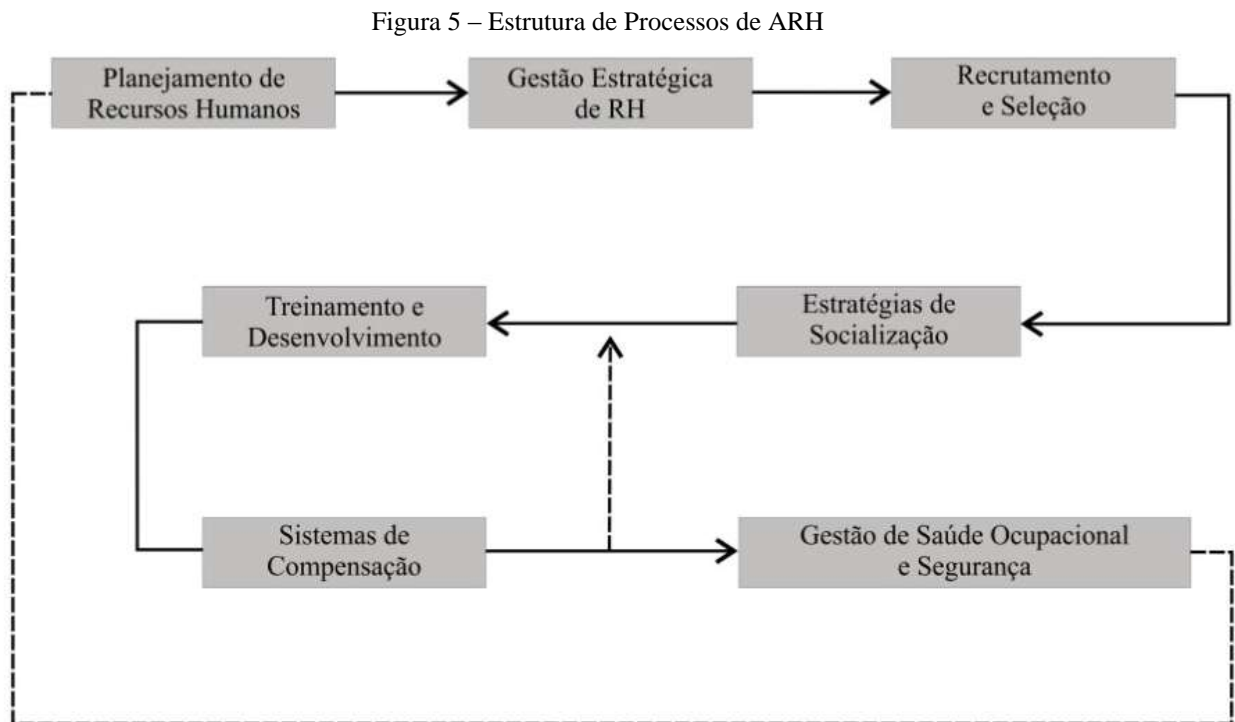 Figura 5 – Estrutura de Processos de ARH
Planejamento de
Recursos Humanos
Gestão Estratégica
de RH
Recrutamento
e Seleção
Estratégias de
Socialização
Treinamento e
Desenvolvimento
Sistemas de
Compensação
Gestão de Saúde Ocupacional
e Segurança